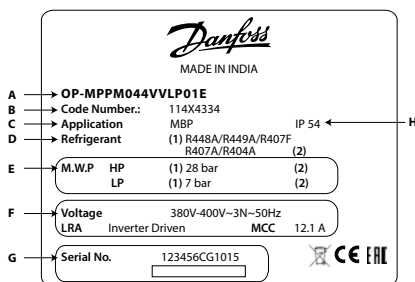 Danfoss
MADE IN INDIA
A OP-MPPM044VVLP01E
B Code Number.: 114X4334
C Application MBP IP 54 H
D Refrigerant (1) R448A/R449A/R407F
R407A/R404A (2)
E M.W.P HP (1) 28 bar (2)
LP (1) 7 bar (2)
F Voltage 380V-400V~3N~50Hz
LRA Inverter Driven MCC 12.1 A
G Serial No. 123456CG1015
CE EAC